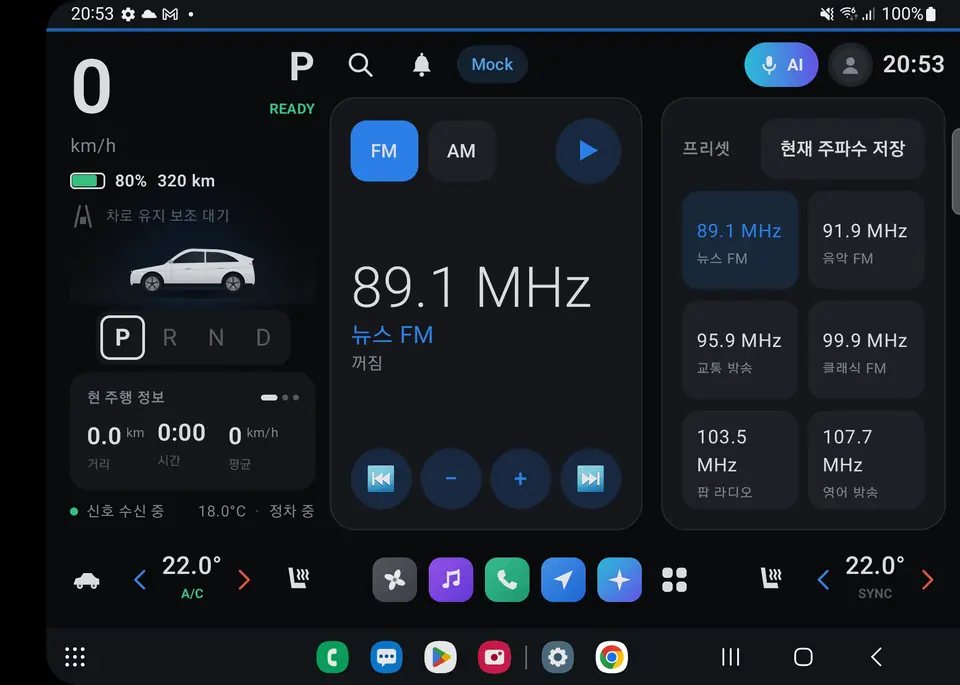 20:53
100%
0
P
READY
km/h
80% 320 km
차로 유지 보조 대기
P R N D
현 주행 정보
0.0 km 0:00 0 km/h
거리 시간 평균
신호 수신 중 18.0°C · 정차 중
Mock
AI
20:53
FM AM
89.1 MHz
뉴스 FM
꺼짐
− +
프리셋 현재 주파수 저장
89.1 MHz
뉴스 FM
91.9 MHz
음악 FM
95.9 MHz
교통 방송
99.9 MHz
클래식 FM
103.5
MHz
팝 라디오
107.7
MHz
영어 방송
22.0°
A/C
22.0°
SYNC